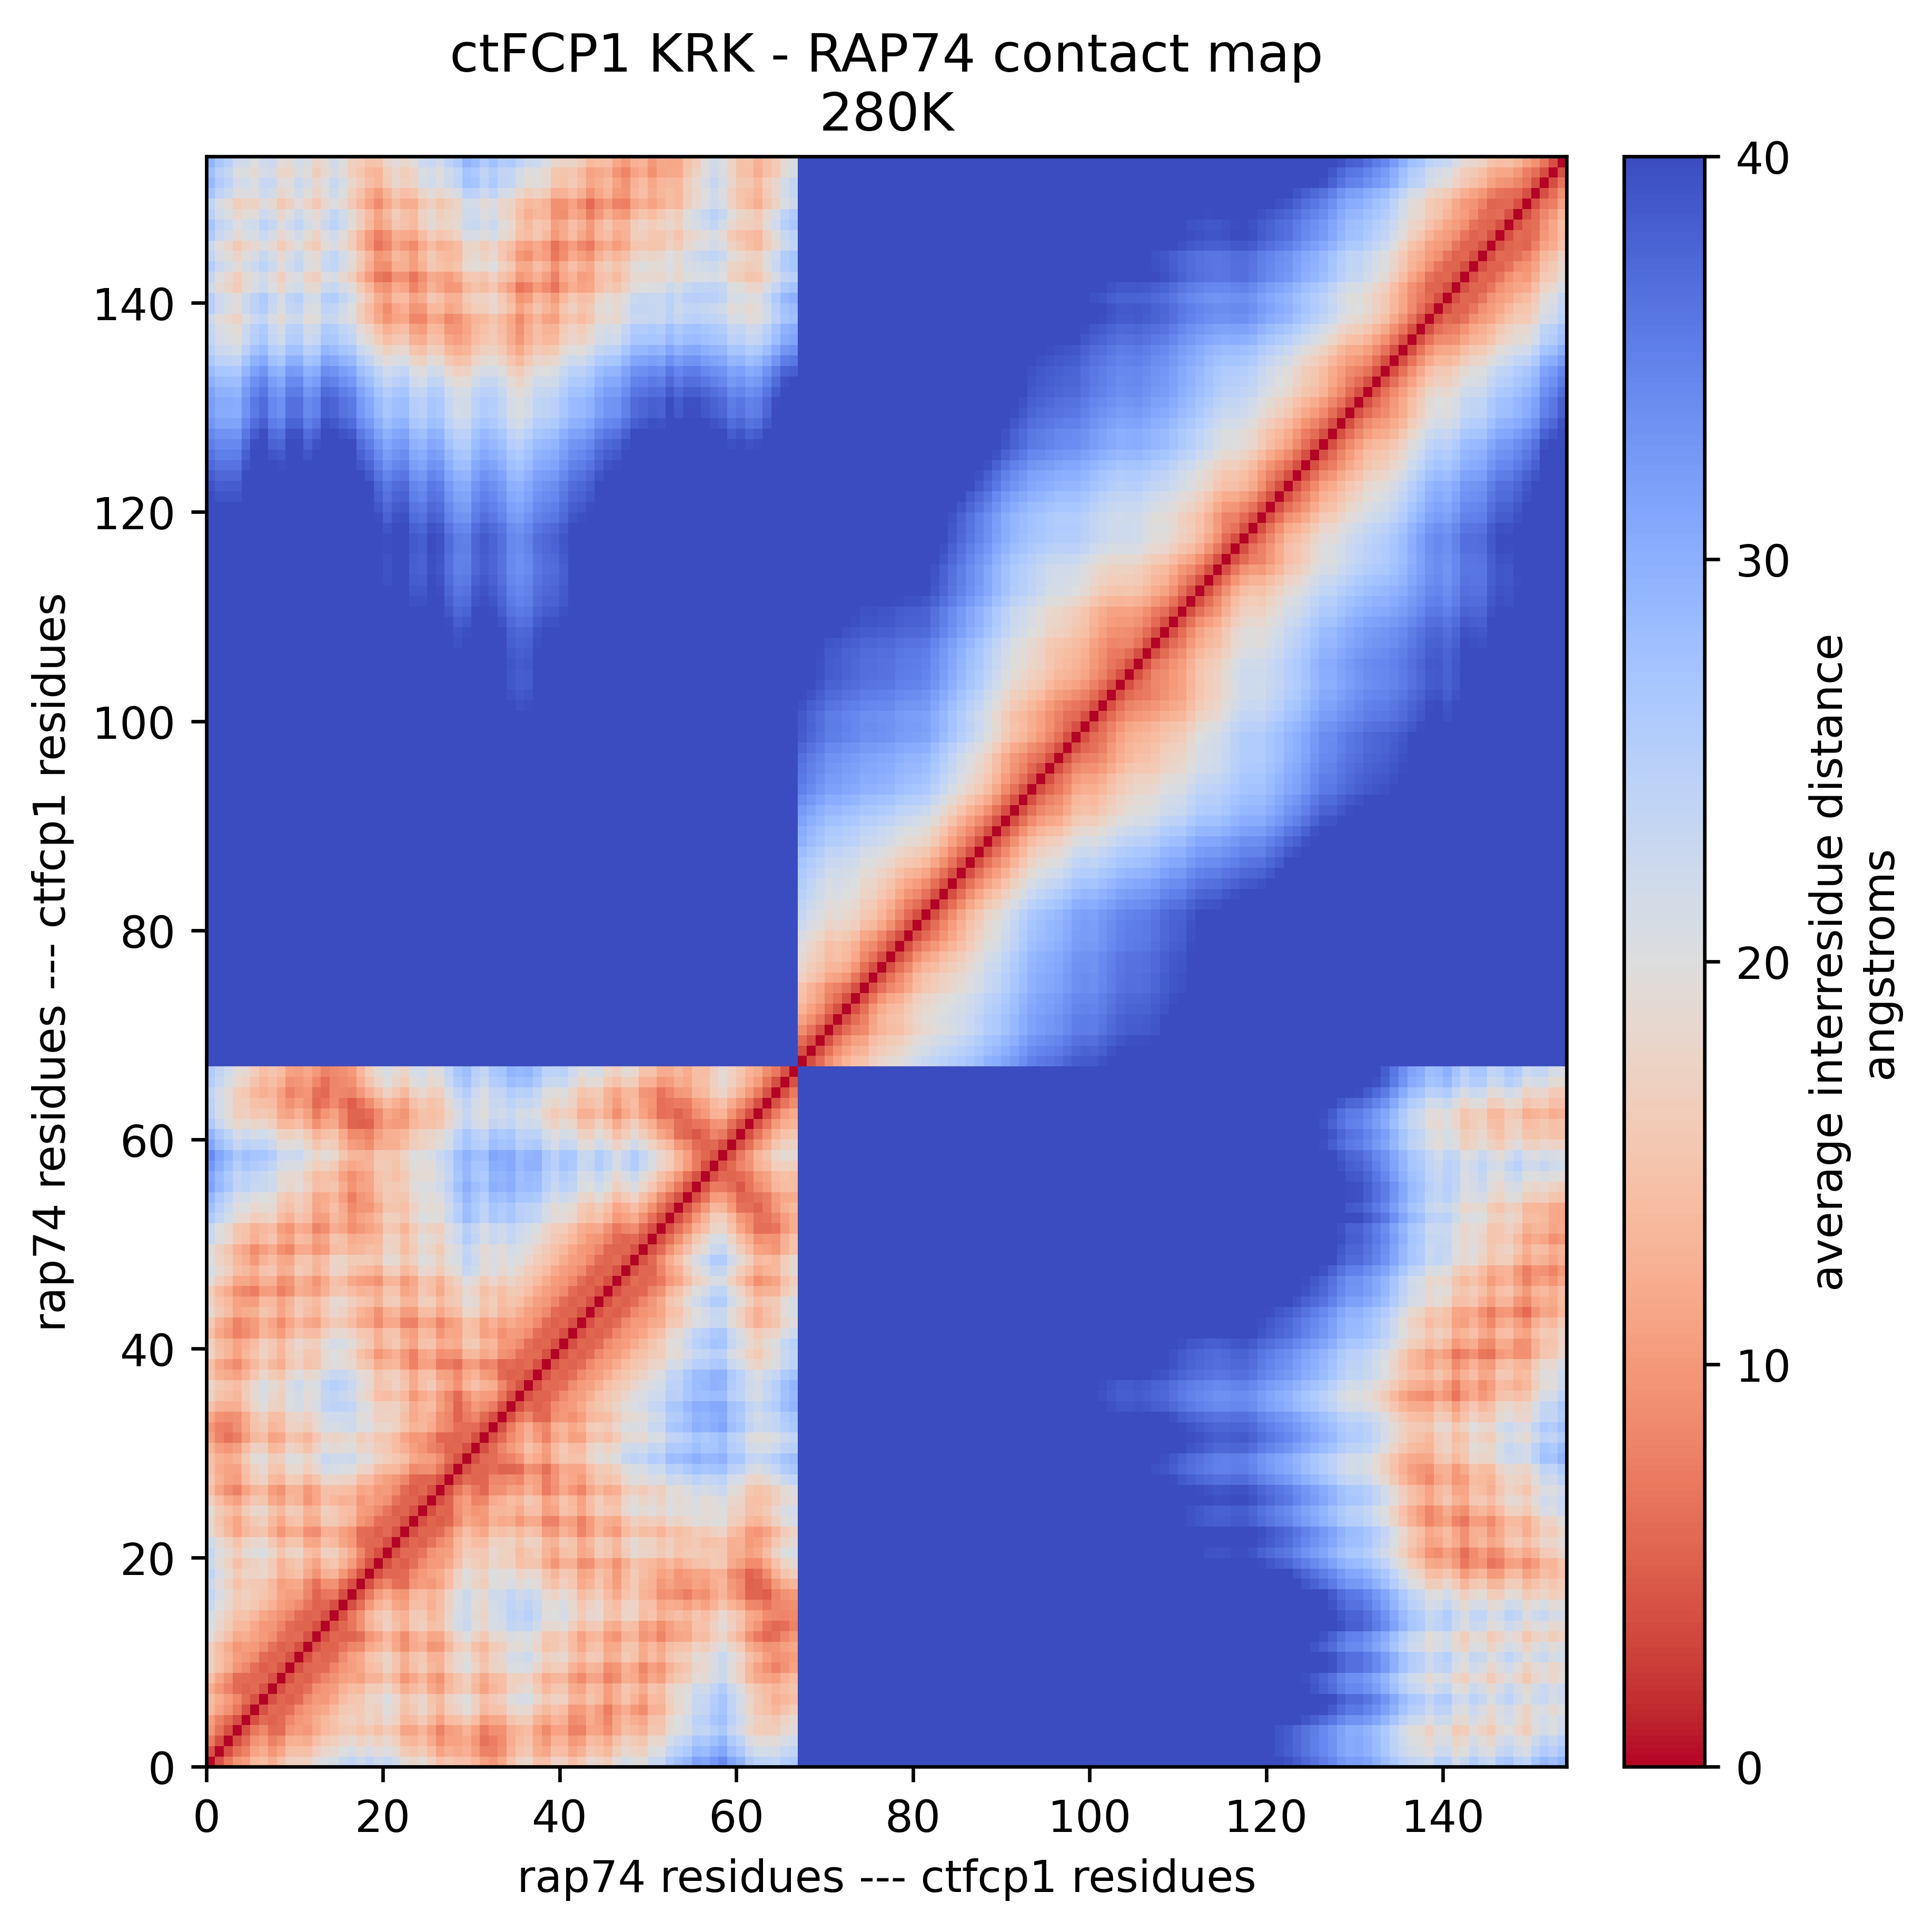 ctFCP1 KRK - RAP74 contact map
280K
rap74 residues --- ctfcp1 residues
140
120
100
80
60
40
20
0
0 20 40 60 80 100 120 140
rap74 residues --- ctfcp1 residues
40
30
20
10
0
average interresidue distance
angstroms